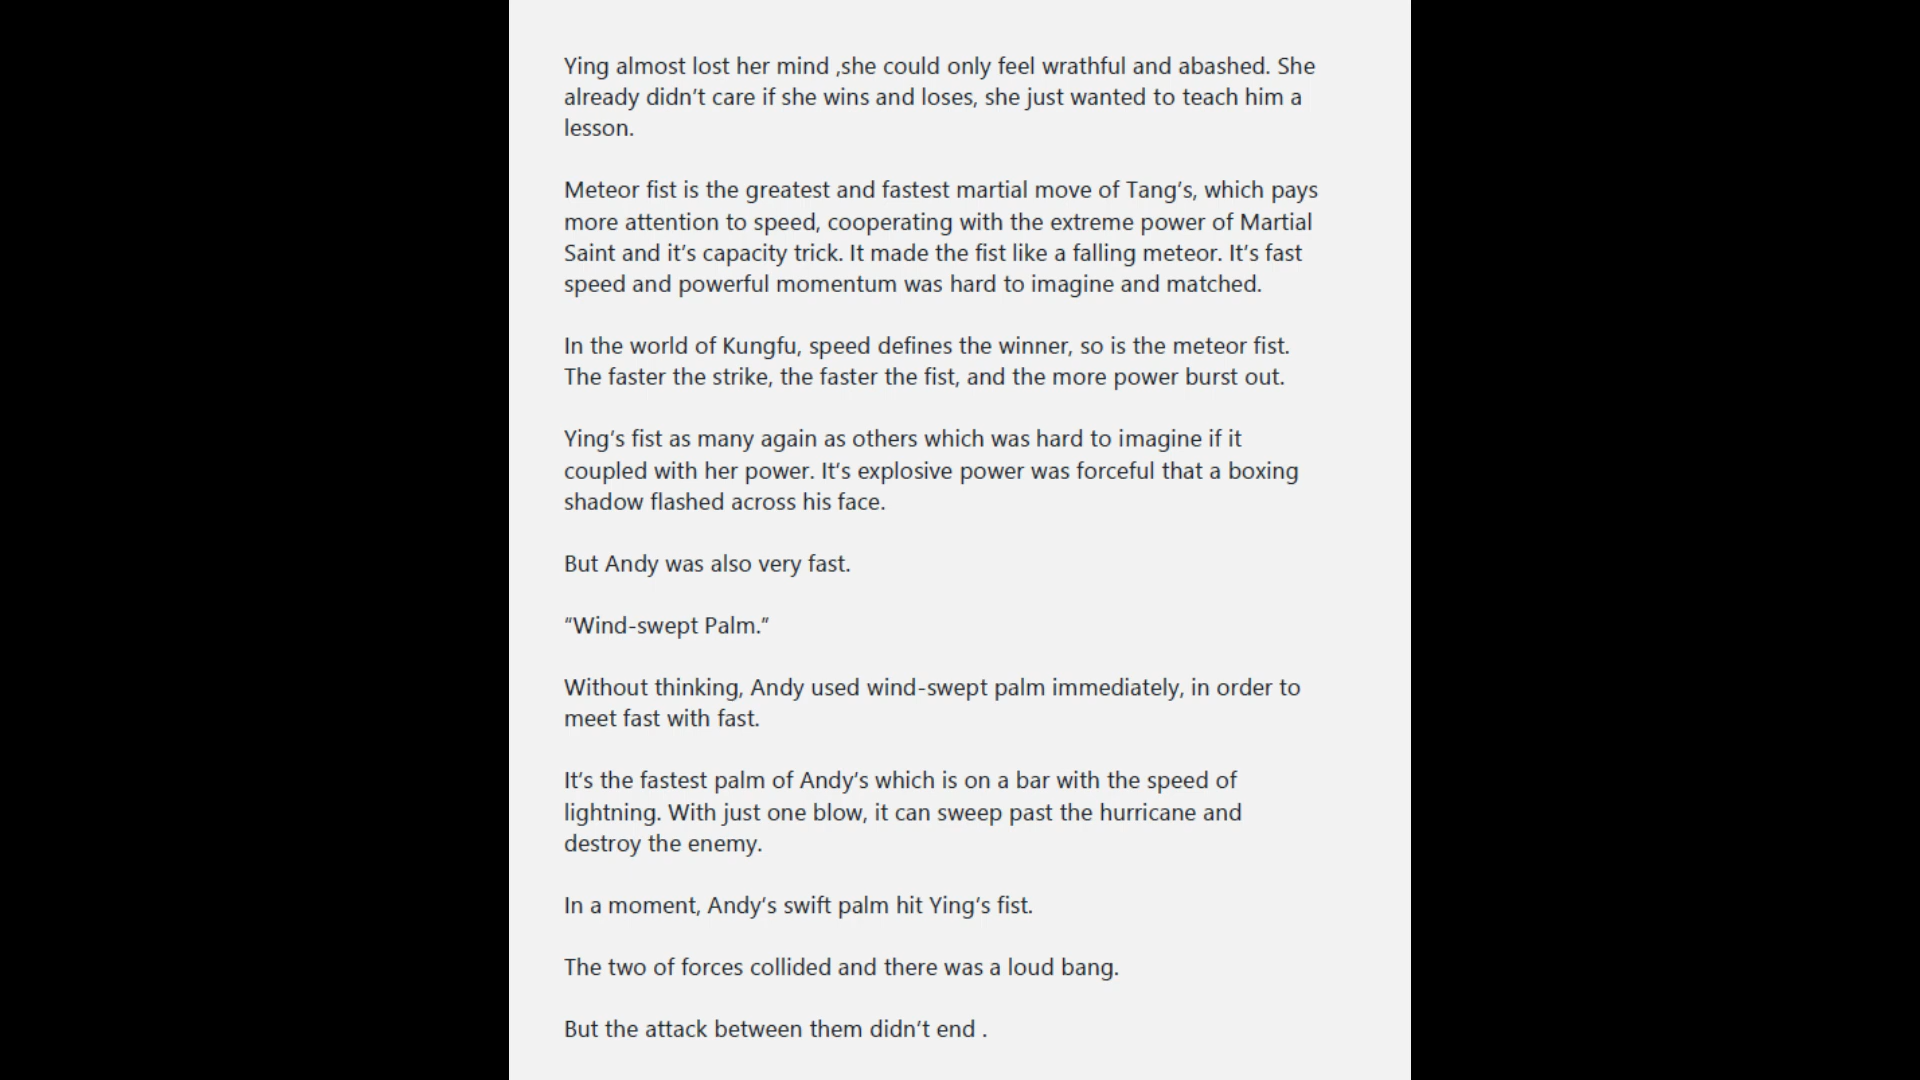 Ying almost lost her mind ,she could only feel wrathful and abashed. She
already didn’t care if she wins and loses, she just wanted to teach him a
lesson.
Meteor fist is the greatest and fastest martial move of Tang’s, which pays
more attention to speed, cooperating with the extreme power of Martial
Saint and it’s capacity trick. It made the fist like a falling meteor. It’s fast
speed and powerful momentum was hard to imagine and matched.
In the world of Kungfu, speed defines the winner, so is the meteor fist.
The faster the strike, the faster the fist, and the more power burst out.
Ying’s fist as many again as others which was hard to imagine if it
coupled with her power. It’s explosive power was forceful that a boxing
shadow flashed across his face.
But Andy was also very fast.
“Wind-swept Palm.”
Without thinking, Andy used wind-swept palm immediately, in order to
meet fast with fast.
It’s the fastest palm of Andy’s which is on a bar with the speed of
lightning. With just one blow, it can sweep past the hurricane and
destroy the enemy.
In a moment, Andy’s swift palm hit Ying’s fist.
The two of forces collided and there was a loud bang.
But the attack between them didn’t end .